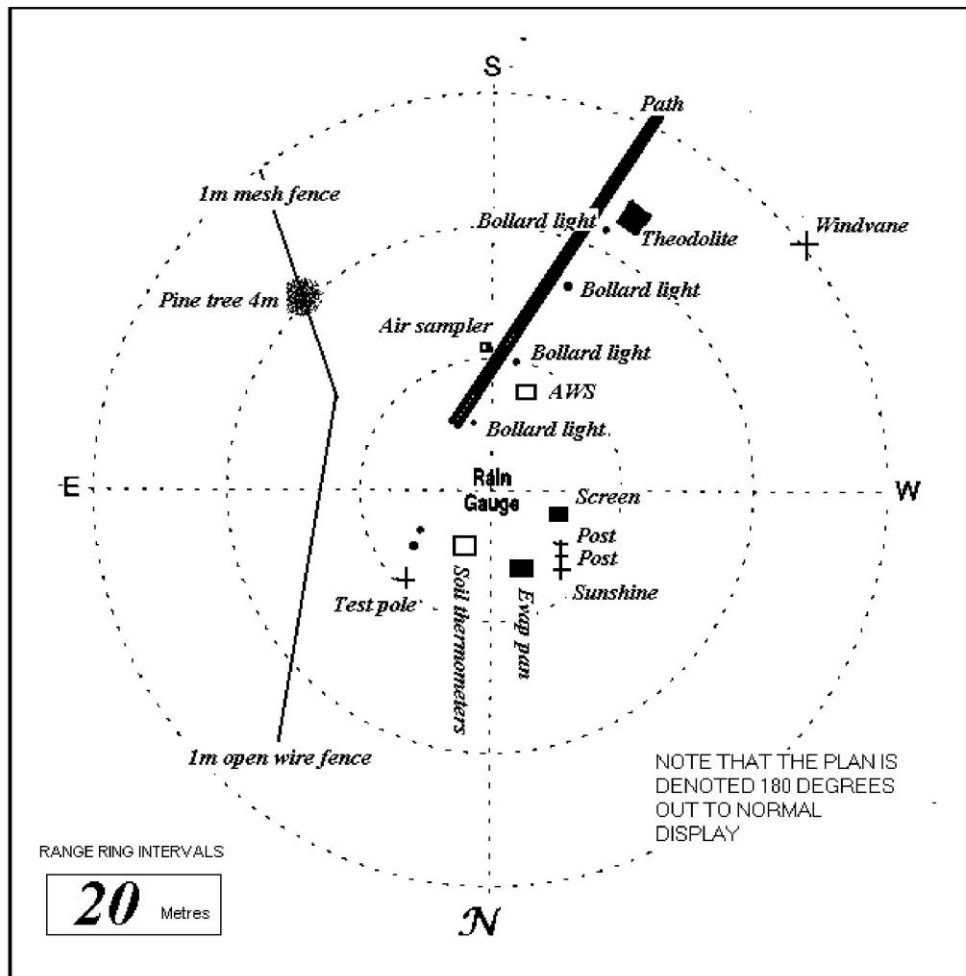 S
Path
1m mesh fence
Bollard light
Theodolite
Windvane
Pine tree 4m
Bollard light
Air sampler
Bollard light
AWS
Bollard light
E
Rain
Gauge
W
Screen
Post
Post
Test pole
Sunshine
Soil thermometers
Evap pan
1m open wire fence
NOTE THAT THE PLAN IS
DENOTED 180 DEGREES
OUT TO NORMAL
DISPLAY
RANGE RING INTERVALS
20 Metres
N